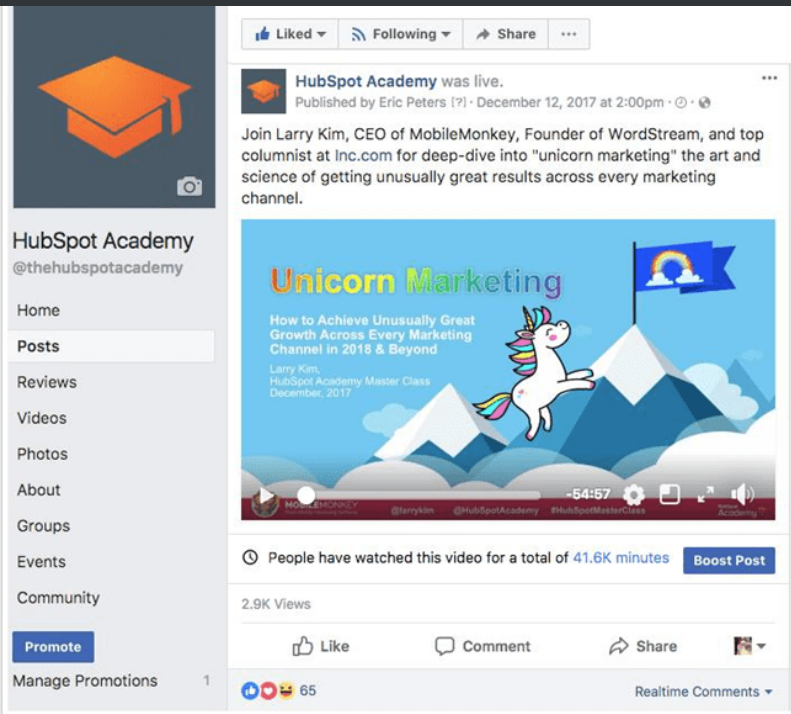 Liked
Following
Share
HubSpot Academy was live.
Published by Eric Peters [?] · December 12, 2017 at 2:00pm ·
Join Larry Kim, CEO of MobileMonkey, Founder of WordStream, and top
columnist at Inc.com for deep-dive into "unicorn marketing" the art and
science of getting unusually great results across every marketing
channel.
Unicorn Marketing
How to Achieve Unusually Great
Growth Across Every Marketing
Channel in 2018 & Beyond
Larry Kim,
HubSpot Academy Master Class
December, 2017
-54:57
MOBILEMONKEY
@larrykim @HubSpotAcademy #HubSpotMasterClass
Academy
People have watched this video for a total of 41.6K minutes
Boost Post
2.9K Views
Like
Comment
Share
65
Realtime Comments
HubSpot Academy
@thehubspotacademy
Home
Posts
Reviews
Videos
Photos
About
Groups
Events
Community
Promote
Manage Promotions 1